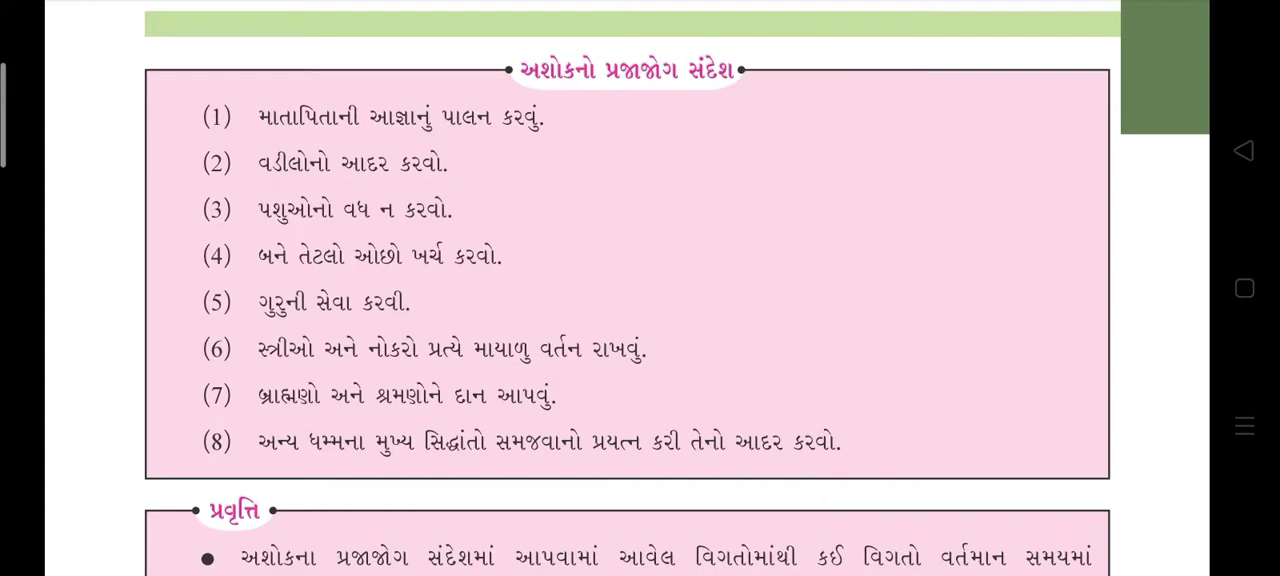 અશોકનો પ્રજાજોગ સંદેશ
(1) માતાપિતાની આજ્ઞાનું પાલન કરવું.
(2) વડીલોનો આદર કરવો.
(3) પશુઓનો વધ ન કરવો.
(4) બને તેટલો ઓછો ખર્ચ કરવો.
(5) ગુરુની સેવા કરવી.
(6) સ્ત્રીઓ અને નોકરો પ્રત્યે માયાળુ વર્તન રાખવું.
(7) બ્રાહ્મણો અને શ્રમણોને દાન આપવું.
(8) અન્ય ધમ્મના મુખ્ય સિદ્ધાંતો સમજવાનો પ્રયત્ન કરી તેનો આદર કરવો.
પ્રવૃત્તિ
● અશોકના પ્રજાજોગ સંદેશમાં આપવામાં આવેલ વિગતોમાંથી કઈ વિગતો વર્તમાન સમયમાં